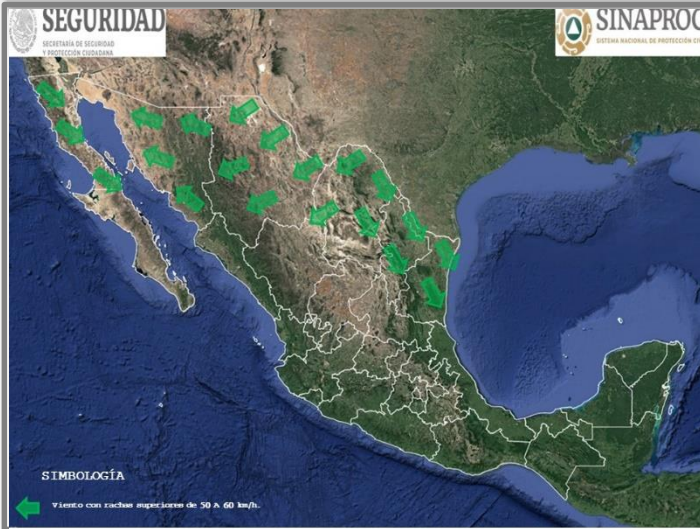 SEGURIDAD
SECRETARÍA DE SEGURIDAD
Y PROTECCIÓN CIUDADANA
SINAPROC
SISTEMA NACIONAL DE PROTECCIÓN CIV
SIMBOLOGÍA
Viento con rachas superiores de 50 A 60 km/h.